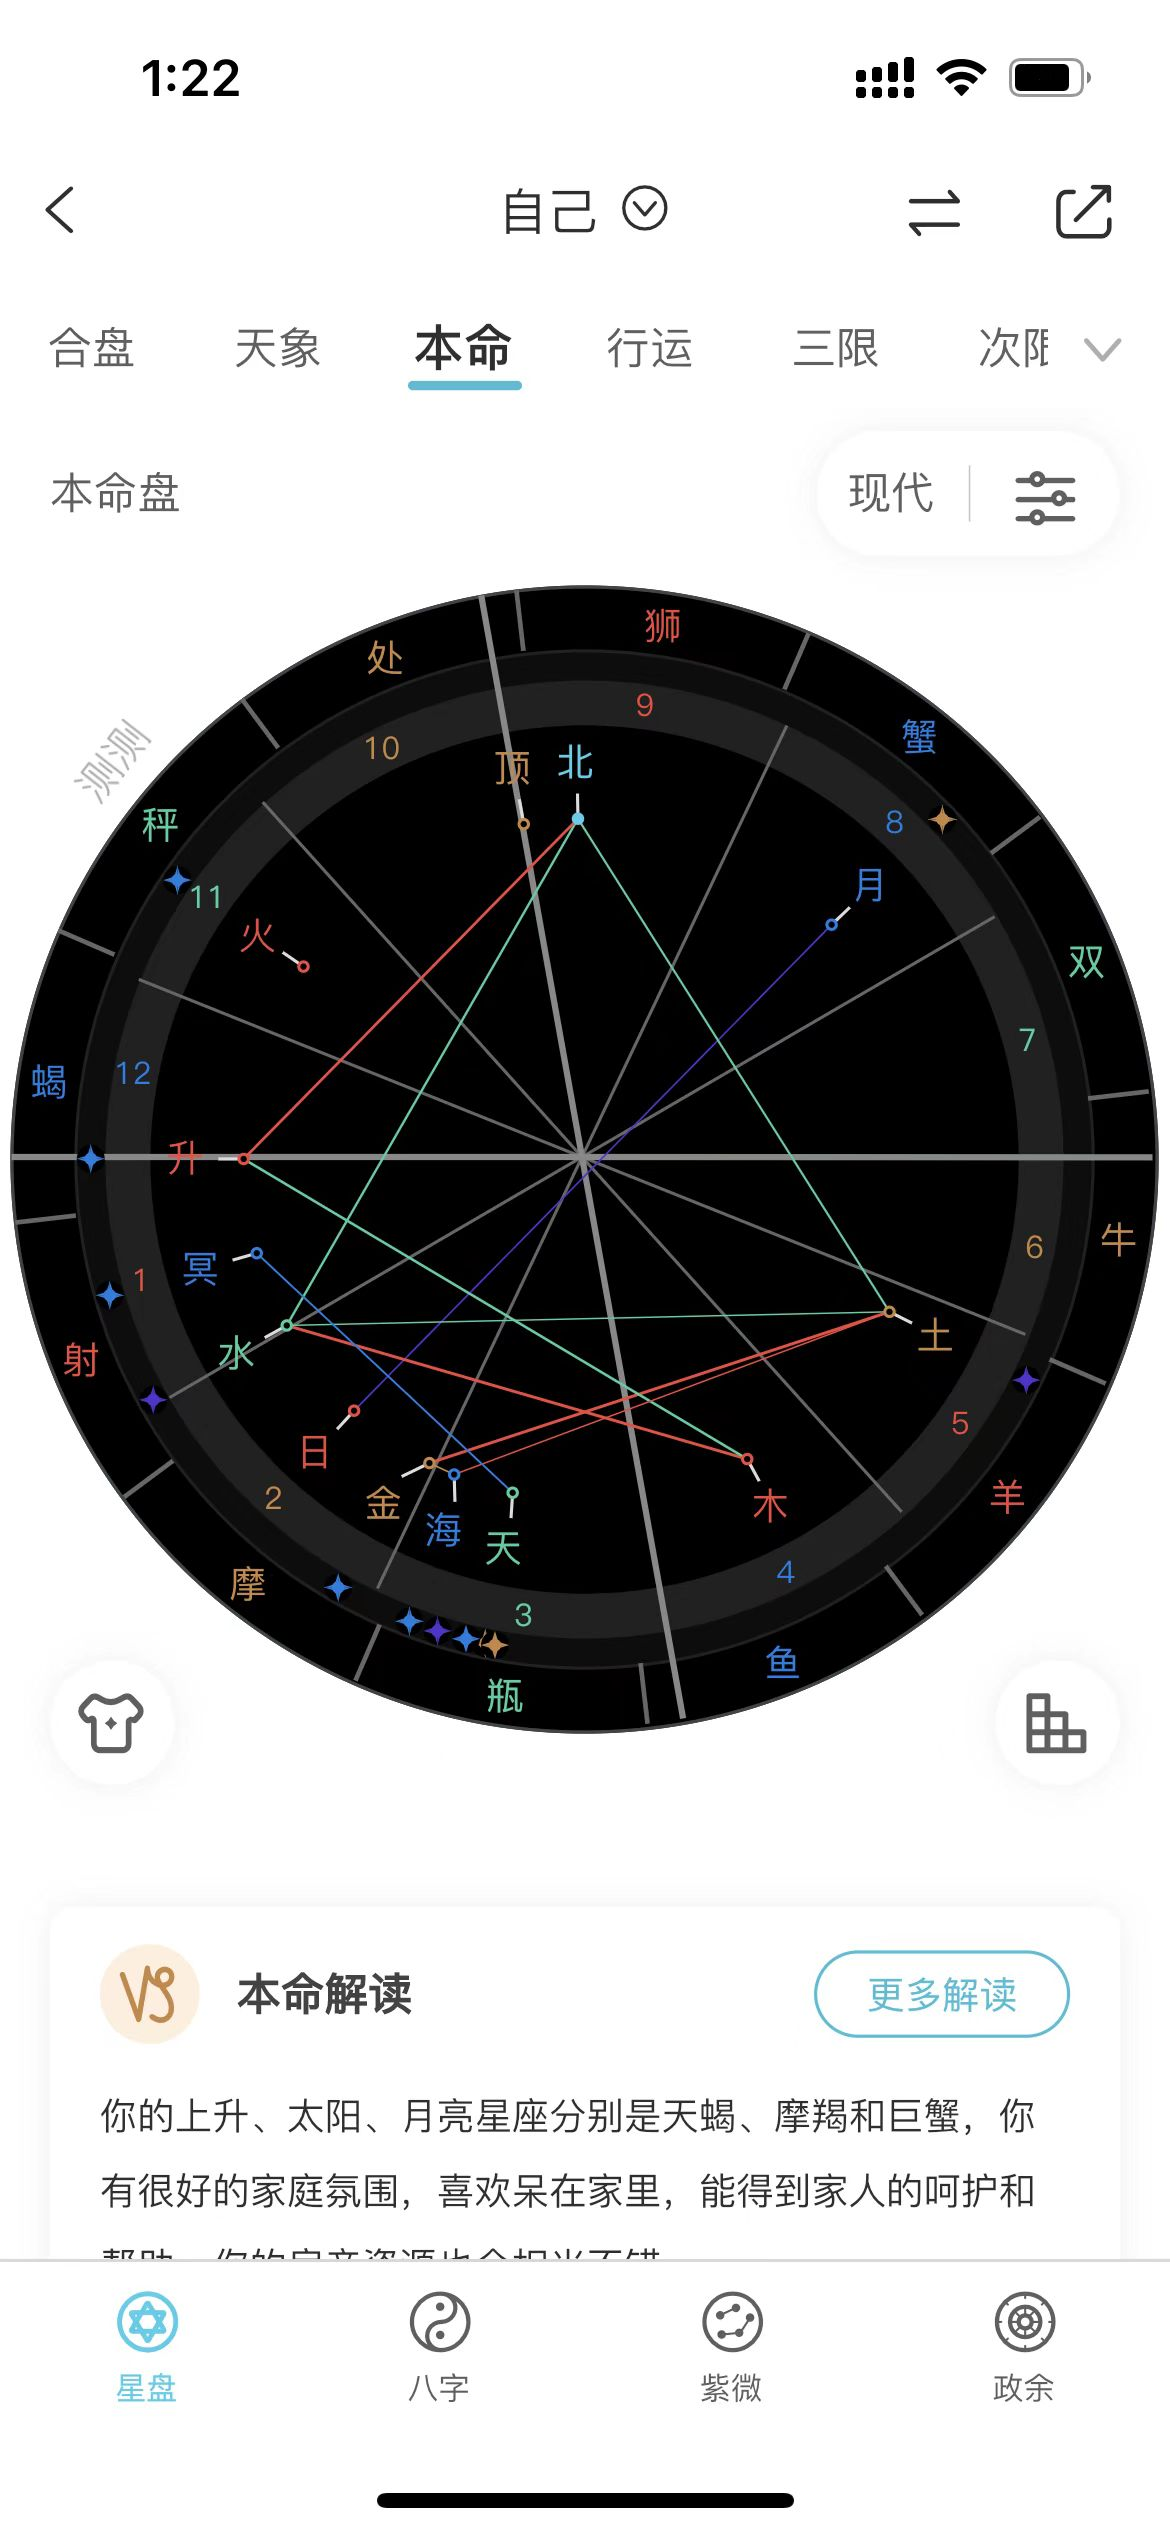 1:22
自己
合盘 天象 本命 行运 三限 次限
本命盘
现代
测测
狮
处
蟹
9
10
顶 北
秤
8
11
月
火
双
7
12
蝎
升
牛
6
冥
1
土
水
射
5
日
2
金
木
羊
海
天
4
摩
3
鱼
瓶
本命解读
更多解读
你的上升、太阳、月亮星座分别是天蝎、摩羯和巨蟹，你
有很好的家庭氛围，喜欢呆在家里，能得到家人的呵护和
星盘 八字 紫微 政余